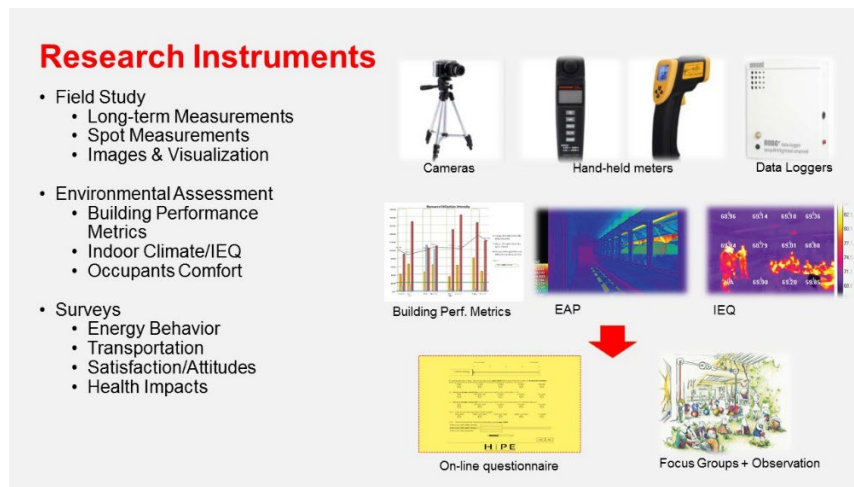 Research Instruments
• Field Study
• Long-term Measurements
• Spot Measurements
• Images & Visualization
• Environmental Assessment
• Building Performance
Metrics
• Indoor Climate/IEQ
• Occupants Comfort
• Surveys
• Energy Behavior
• Transportation
• Satisfaction/Attitudes
• Health Impacts
Cameras
Hand-held meters
Data Loggers
Building Perf. Metrics
EAP
IEQ
HiPE
On-line questionnaire
Focus Groups + Observation